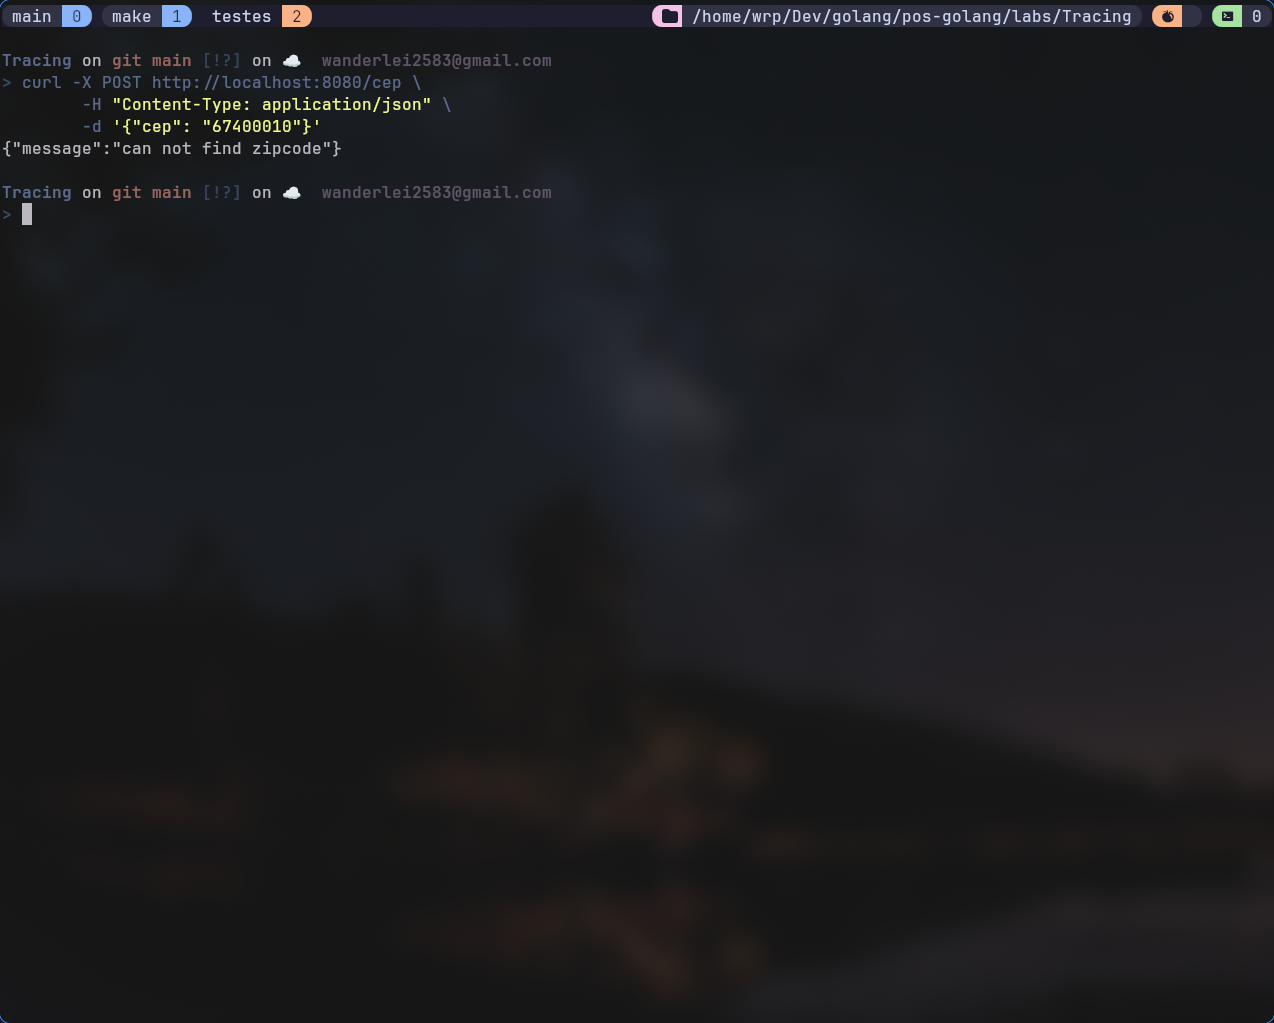 main 0 make 1 testes 2 /home/wrp/Dev/golang/pos-golang/labs/Tracing 0
Tracing on git main [!?] on ☁️ wanderlei2583@gmail.com
> curl -X POST http://localhost:8080/cep \
-H "Content-Type: application/json" \
-d '{"cep": "67400010"}'
{"message":"can not find zipcode"}
Tracing on git main [!?] on ☁️ wanderlei2583@gmail.com
>